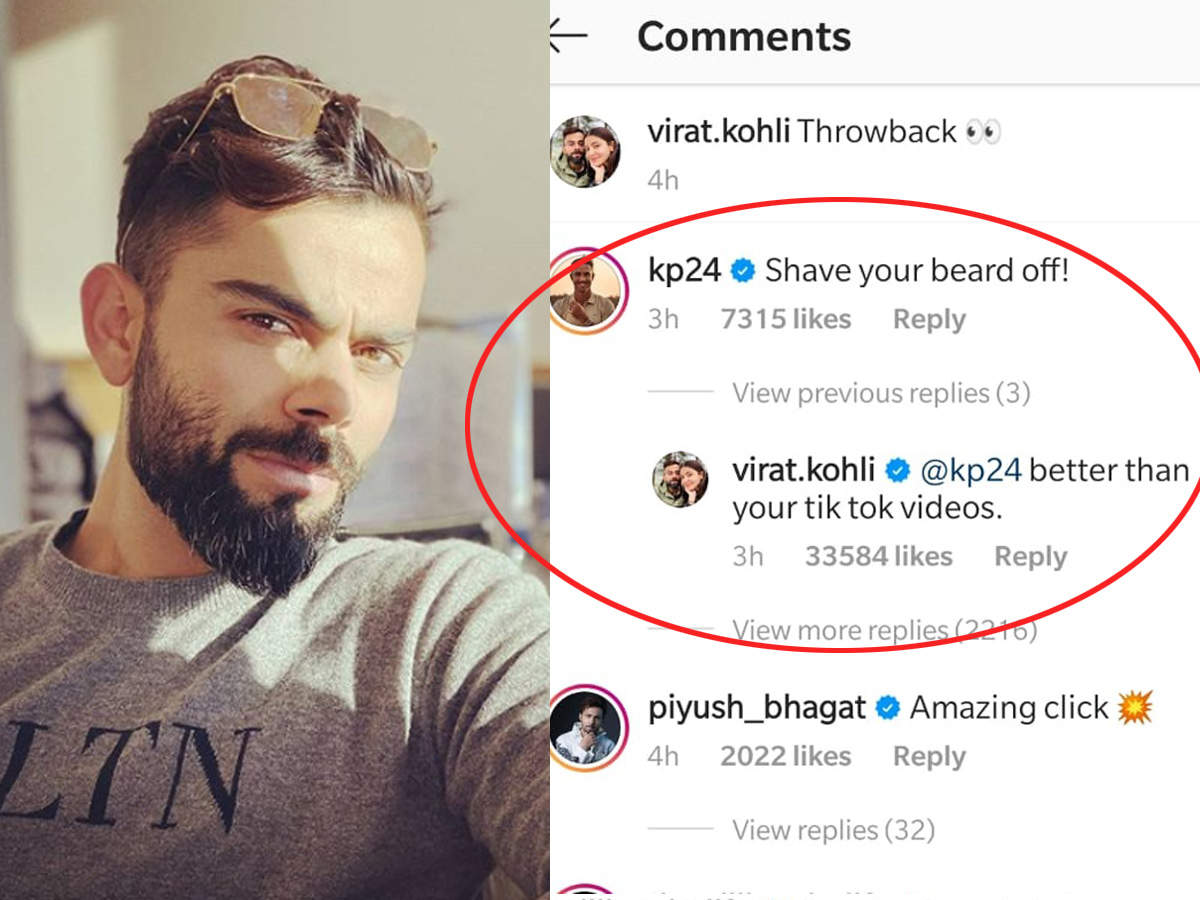 Comments
virat.kohli Throwback 👀
4h
kp24 Shave your beard off!
3h 7315 likes Reply
View previous replies (3)
virat.kohli @kp24 better than
your tik tok videos.
3h 33584 likes Reply
View more replies (2216)
piyush_bhagat Amazing click 💥
4h 2022 likes Reply
View replies (32)
LTN